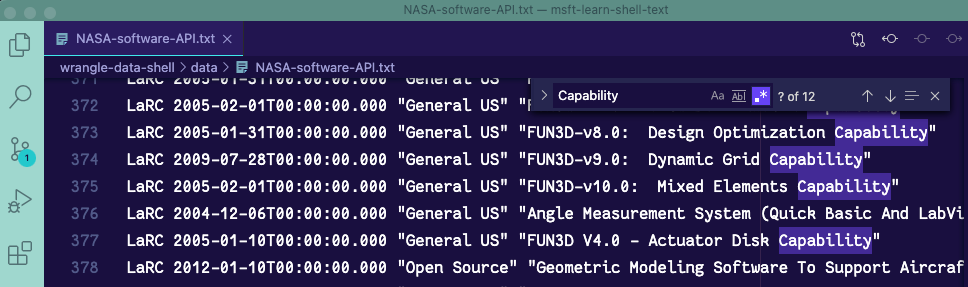 NASA-software-API.txt — msft-learn-shell-text
NASA-software-API.txt
wrangle-data-shell > data > NASA-software-API.txt
Capability Aa Abl .* ? of 12
371 LaRC 2005-01-31T00:00:00.000 "General US"
372 LaRC 2005-02-01T00:00:00.000 "General US" "F
373 LaRC 2005-01-31T00:00:00.000 "General US" "FUN3D-v8.0: Design Optimization Capability"
374 LaRC 2009-07-28T00:00:00.000 "General US" "FUN3D-v9.0: Dynamic Grid Capability"
375 LaRC 2005-02-01T00:00:00.000 "General US" "FUN3D-v10.0: Mixed Elements Capability"
376 LaRC 2004-12-06T00:00:00.000 "General US" "Angle Measurement System (Quick Basic And LabVi
377 LaRC 2005-01-10T00:00:00.000 "General US" "FUN3D V4.0 - Actuator Disk Capability"
378 LaRC 2012-01-10T00:00:00.000 "Open Source" "Geometric Modeling Software To Support Aircraf
1